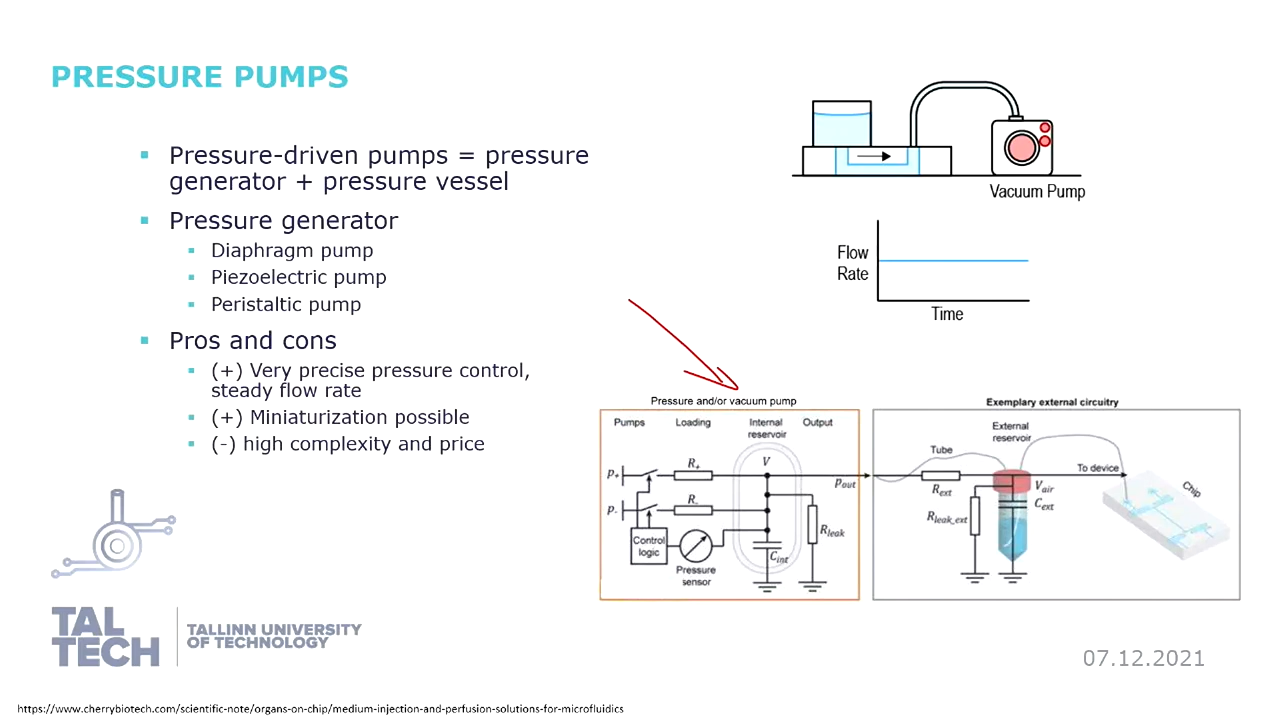 PRESSURE PUMPS
▪ Pressure-driven pumps = pressure
generator + pressure vessel
▪ Pressure generator
▪ Diaphragm pump
▪ Piezoelectric pump
▪ Peristaltic pump
▪ Pros and cons
▪ (+) Very precise pressure control,
steady flow rate
▪ (+) Miniaturization possible
▪ (-) high complexity and price
Vacuum Pump
Flow
Rate
Time
Pressure and/or vacuum pump
Pumps Loading Internal
reservoir Output
p+ R+ V
p- R-
pout
Control
logic
Pressure
sensor
Cint
Rleak
Exemplary external circuitry
External
reservoir
Tube
To device
Rext
Vair
Cext
Rleak_ext
Chip
TAL
TECH
TALLINN UNIVERSITY
OF TECHNOLOGY
07.12.2021
https://www.cherrybiotech.com/scientific-note/organs-on-chip/medium-injection-and-perfusion-solutions-for-microfluidics